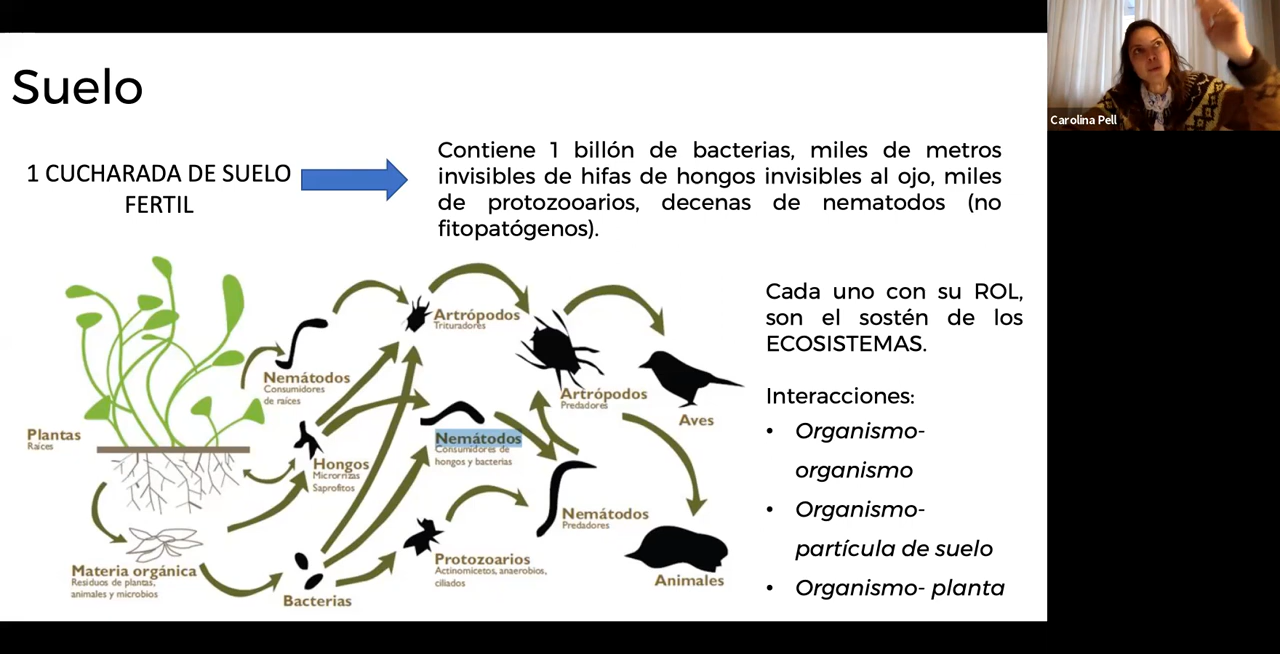 Suelo
Carolina Pell
1 CUCHARADA DE SUELO
FERTIL
Contiene 1 billón de bacterias, miles de metros
invisibles de hifas de hongos invisibles al ojo, miles
de protozooarios, decenas de nematodos (no
fitopatógenos).
Cada uno con su ROL,
son el sostén de los
ECOSISTEMAS.
Interacciones:
• Organismo-
organismo
• Organismo-
partícula de suelo
• Organismo- planta
Artrópodos
Trituradores
Nemátodos
Consumidores
de raíces
Artrópodos
Predadores
Aves
Plantas
Raíces
Nemátodos
Consumidores de
hongos y bacterias
Hongos
Microrrizas
Saprofitos
Nemátodos
Predadores
Materia orgánica
Residuos de plantas,
animales y microbios
Protozoarios
Actinomicetos, anaerobios,
ciliados
Animales
Bacterias